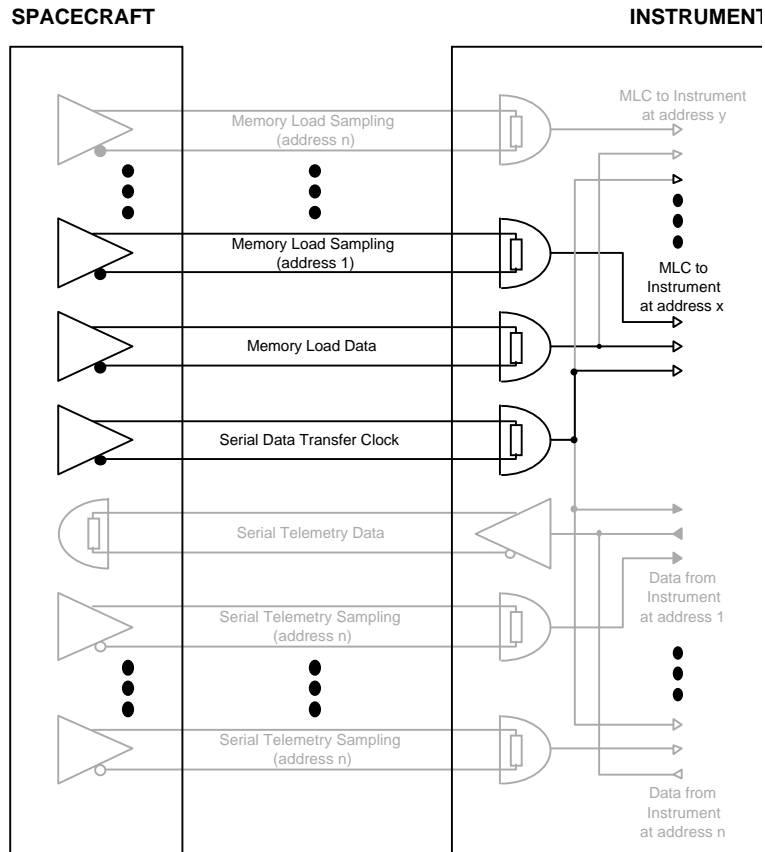 SPACECRAFT
INSTRUMENT
MLC to Instrument
at address y
Memory Load Sampling
(address n)
Memory Load Sampling
(address 1)
MLC to
Instrument
at address x
Memory Load Data
Serial Data Transfer Clock
Serial Telemetry Data
Data from
Instrument
at address 1
Serial Telemetry Sampling
(address n)
Serial Telemetry Sampling
(address n)
Data from
Instrument
at address n